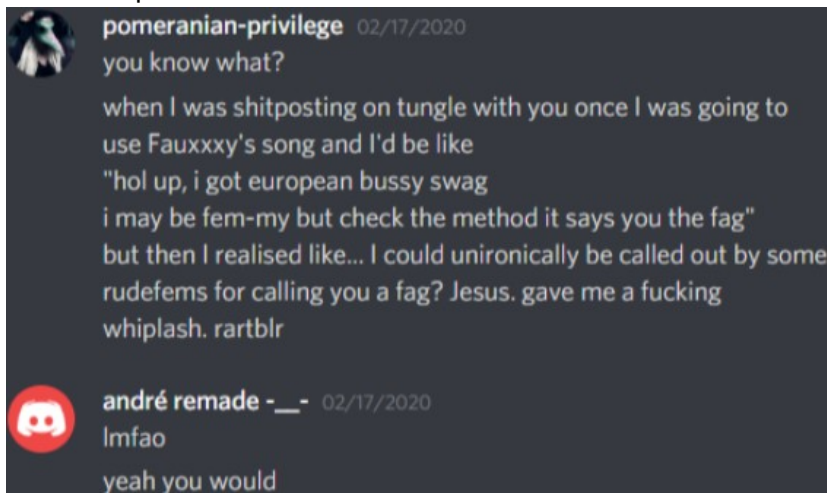 pomeranian-privilege 02/17/2020
you know what?
when I was shitposting on tungle with you once I was going to
use Fauxxxy's song and I'd be like
"hol up, i got european bussy swag
i may be fem-my but check the method it says you the fag"
but then I realised like... I could unironically be called out by some
rudefems for calling you a fag? Jesus. gave me a fucking
whiplash. rartblr
andré remade -__- 02/17/2020
lmfao
yeah you would